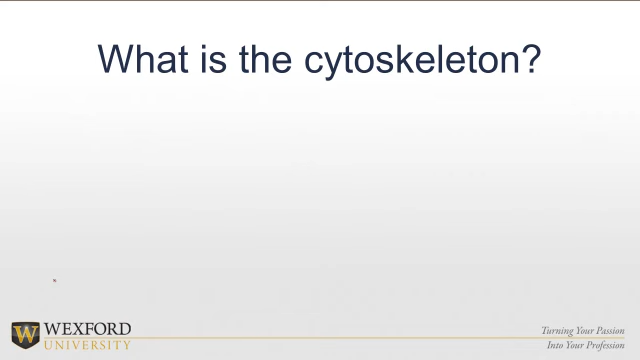 What is the cytoskeleton?
WEXFORD
UNIVERSITY
Turning Your Passion
Into Your Profession